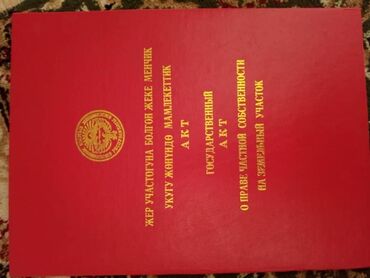 ЖЕР УЧАСТОГУНА БОЛГОН ЖЕКЕ МЕНЧИК
УКУГУ ЖӨНҮНДӨ МАМЛЕКЕТТИК
АКТ
ГОСУДАРСТВЕННЫЙ
АКТ
О ПРАВЕ ЧАСТНОЙ СОБСТВЕННОСТИ
НА ЗЕМЕЛЬНЫЙ УЧАСТОК